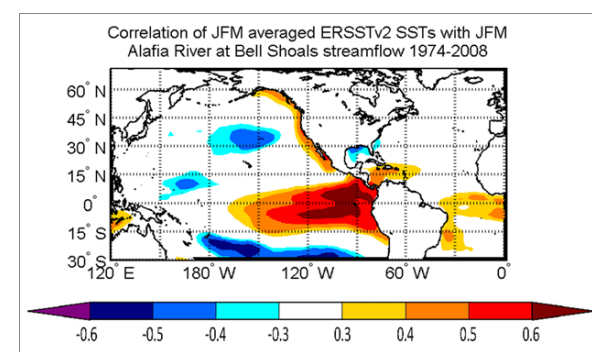 Correlation of JFM averaged ERSSTv2 SSTs with JFM
Alafia River at Bell Shoals streamflow 1974-2008
60° N
45° N
30° N
15° N
0°
15° S
30° S
120° E 180° W 120° W 60° W 0°
-0.6 -0.5 -0.4 -0.3 0.3 0.4 0.5 0.6